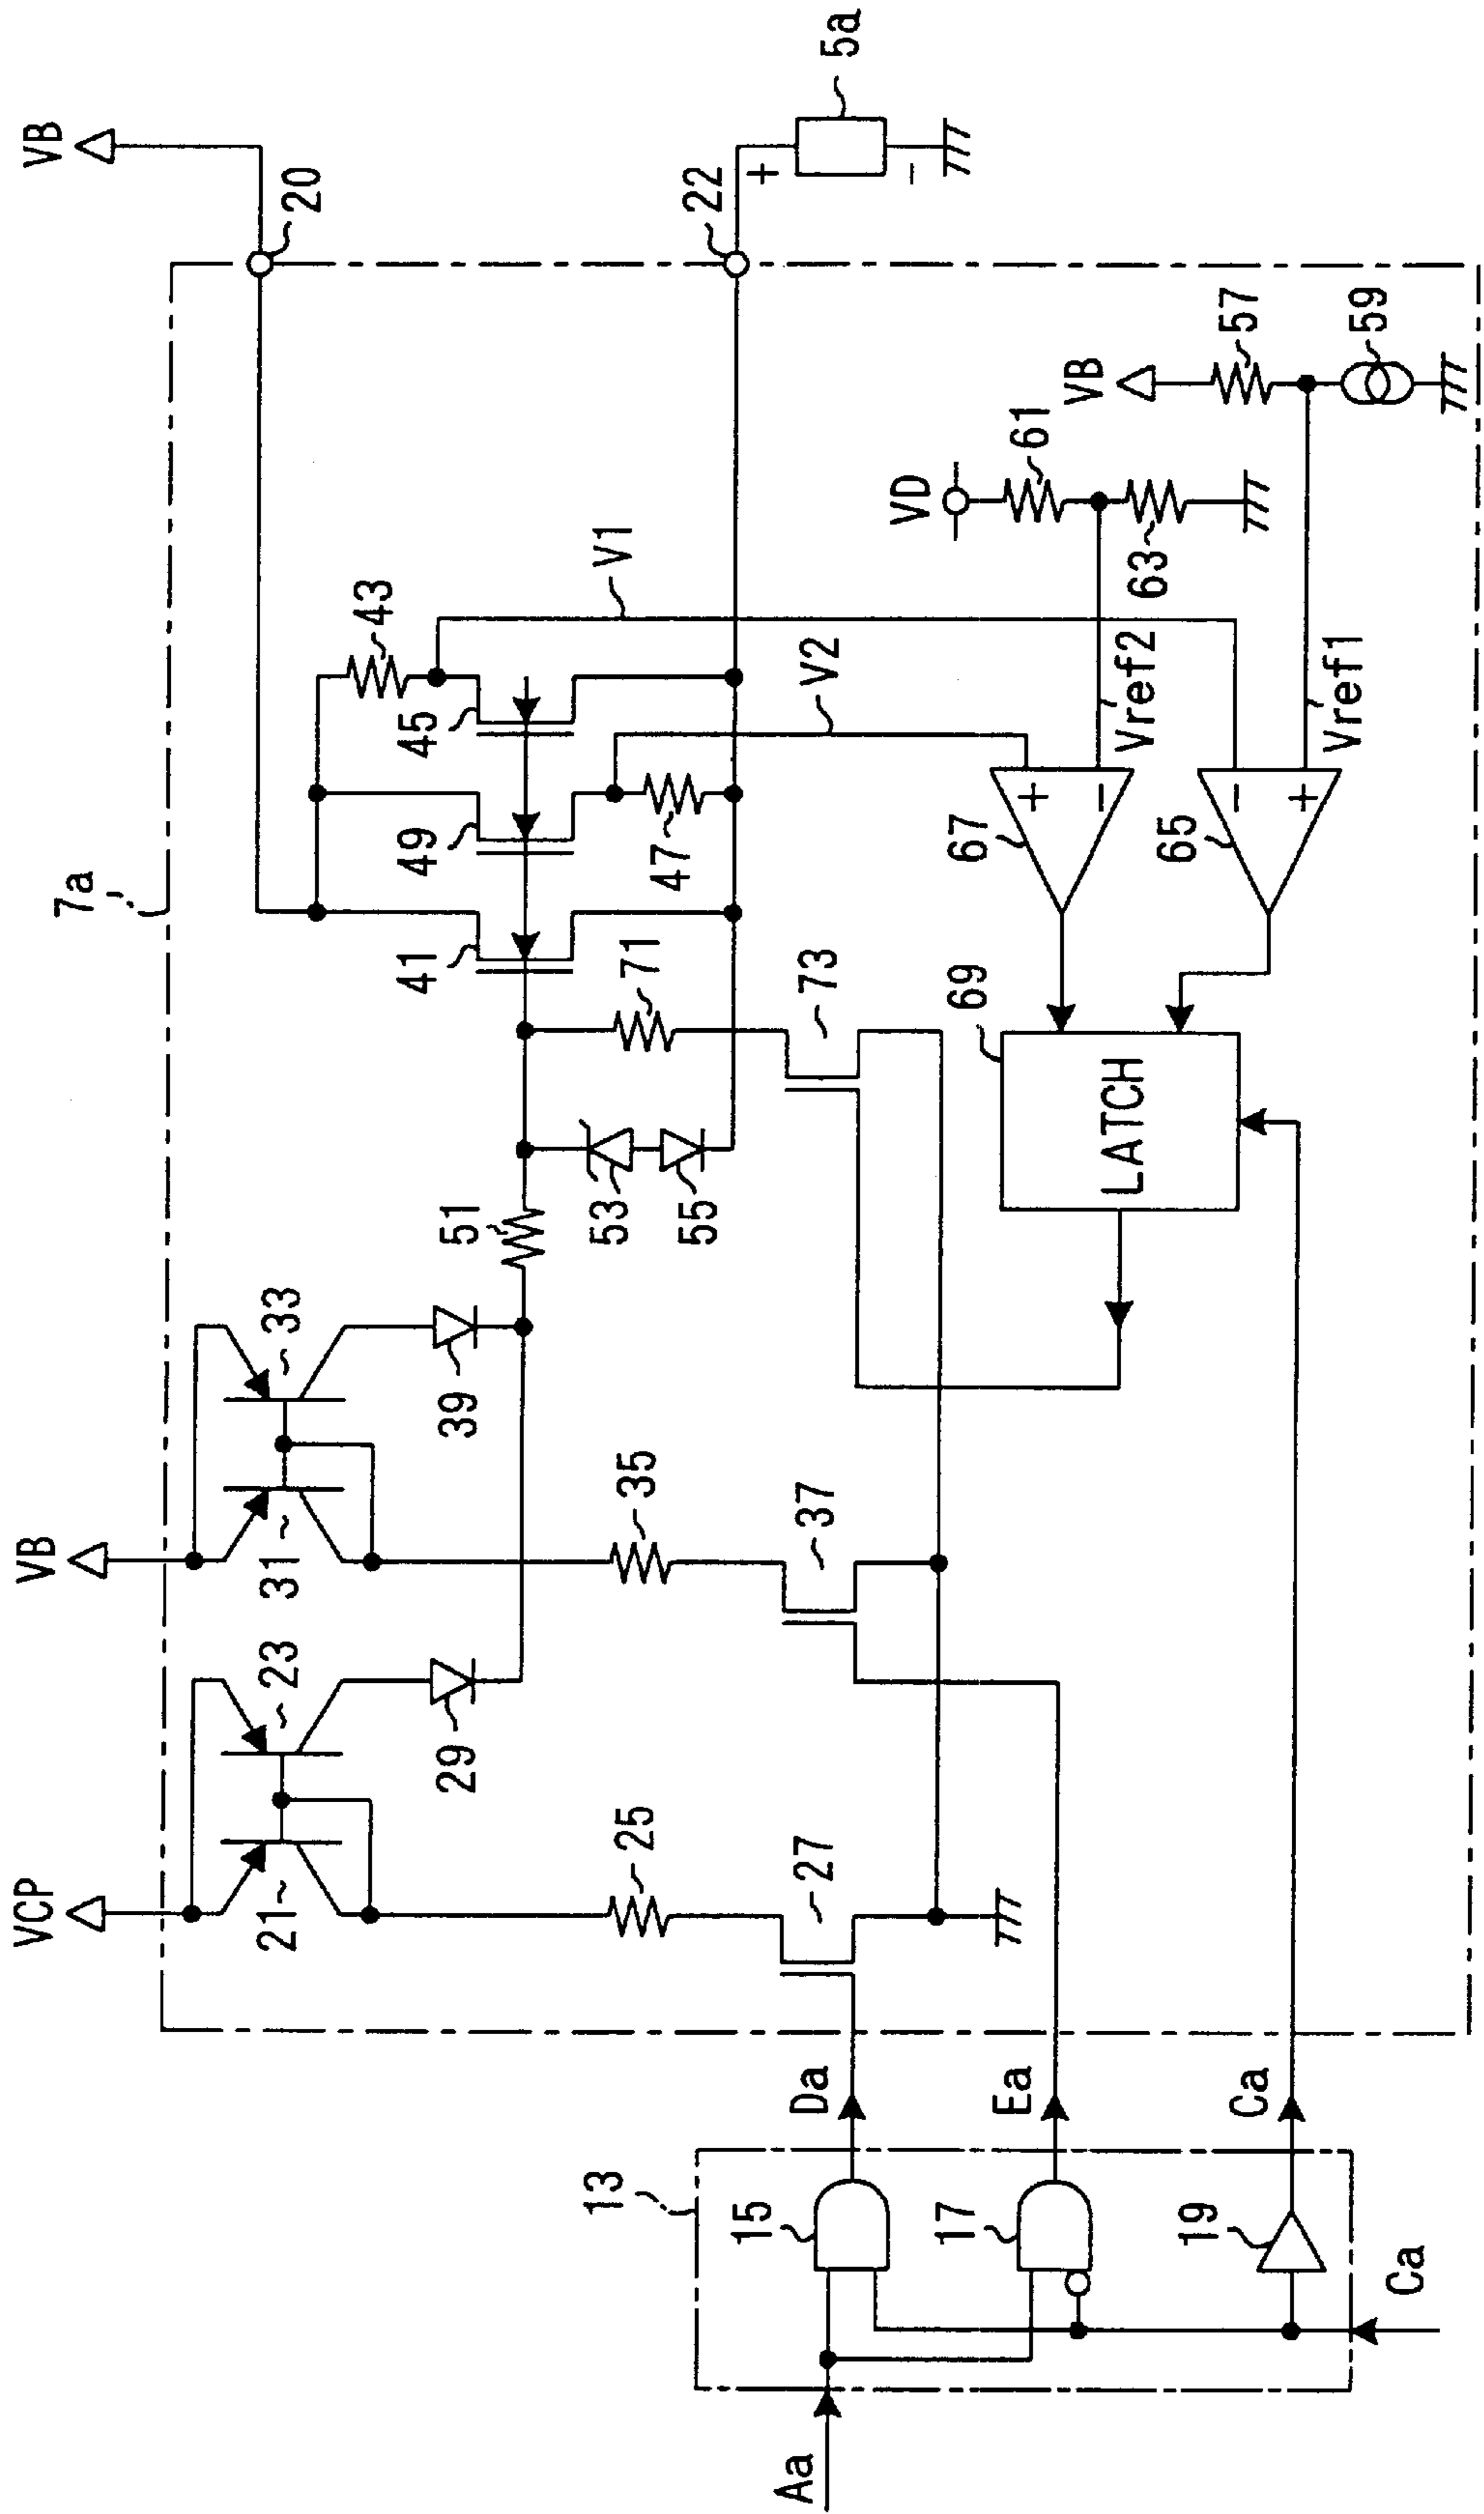 VCP
VB
VB
7a
20
21
23
31
33
43
V1
45
49
41
51
29
39
53
55
71
47
22
+
-
5a
25
35
27
37
73
V2
VD
61
63
VB
57
59
13
15
Da
Aa
17
Ea
19
Ca
Ca
69
LATCH
67
+
-
65
-
+
Vref2
Vref1